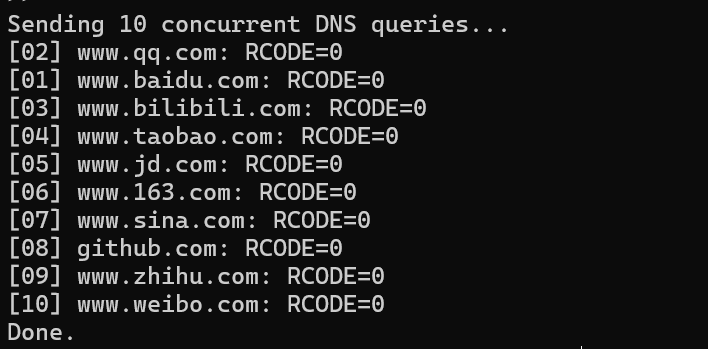 Sending 10 concurrent DNS queries...
[02] www.qq.com: RCODE=0
[01] www.baidu.com: RCODE=0
[03] www.bilibili.com: RCODE=0
[04] www.taobao.com: RCODE=0
[05] www.jd.com: RCODE=0
[06] www.163.com: RCODE=0
[07] www.sina.com: RCODE=0
[08] github.com: RCODE=0
[09] www.zhihu.com: RCODE=0
[10] www.weibo.com: RCODE=0
Done.